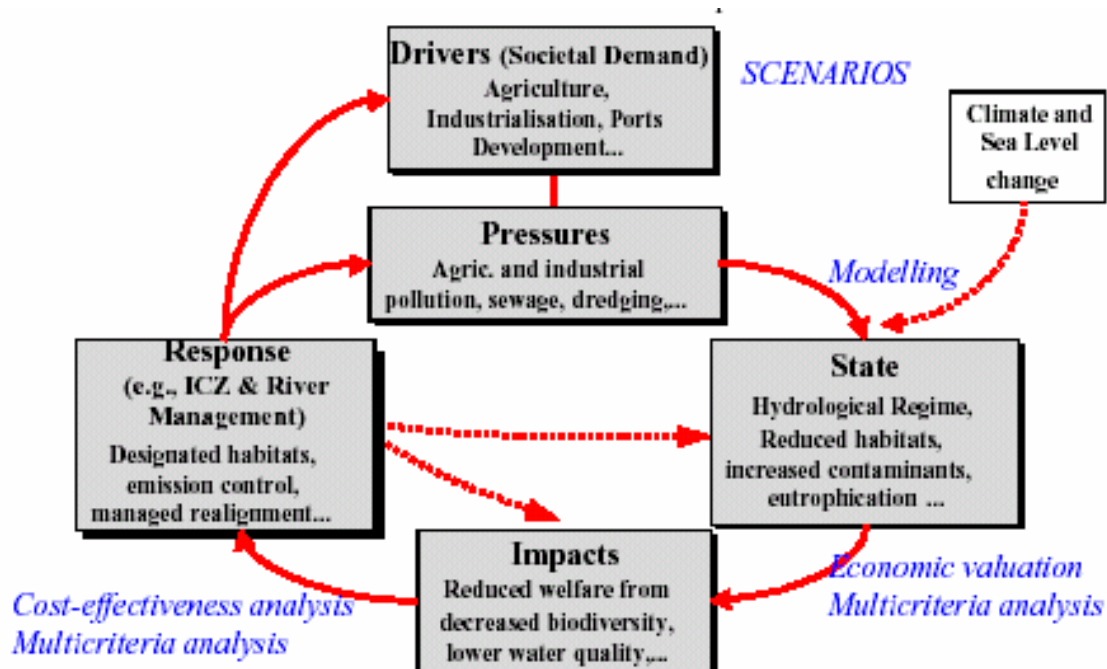 Drivers (Societal Demand)
Agriculture,
Industrialisation, Ports
Development...
SCENARIOS
Climate and
Sea Level
change
Pressures
Agric. and industrial
pollution, sewage, dredging,...
Modelling
Response
(e.g., ICZ & River
Management)
Designated habitats,
emission control,
managed realignment...
State
Hydrological Regime,
Reduced habitats,
increased contaminants,
eutrophication ...
Impacts
Reduced welfare from
decreased biodiversity,
lower water quality,...
Economic valuation
Multicriteria analysis
Cost-effectiveness analysis
Multicriteria analysis